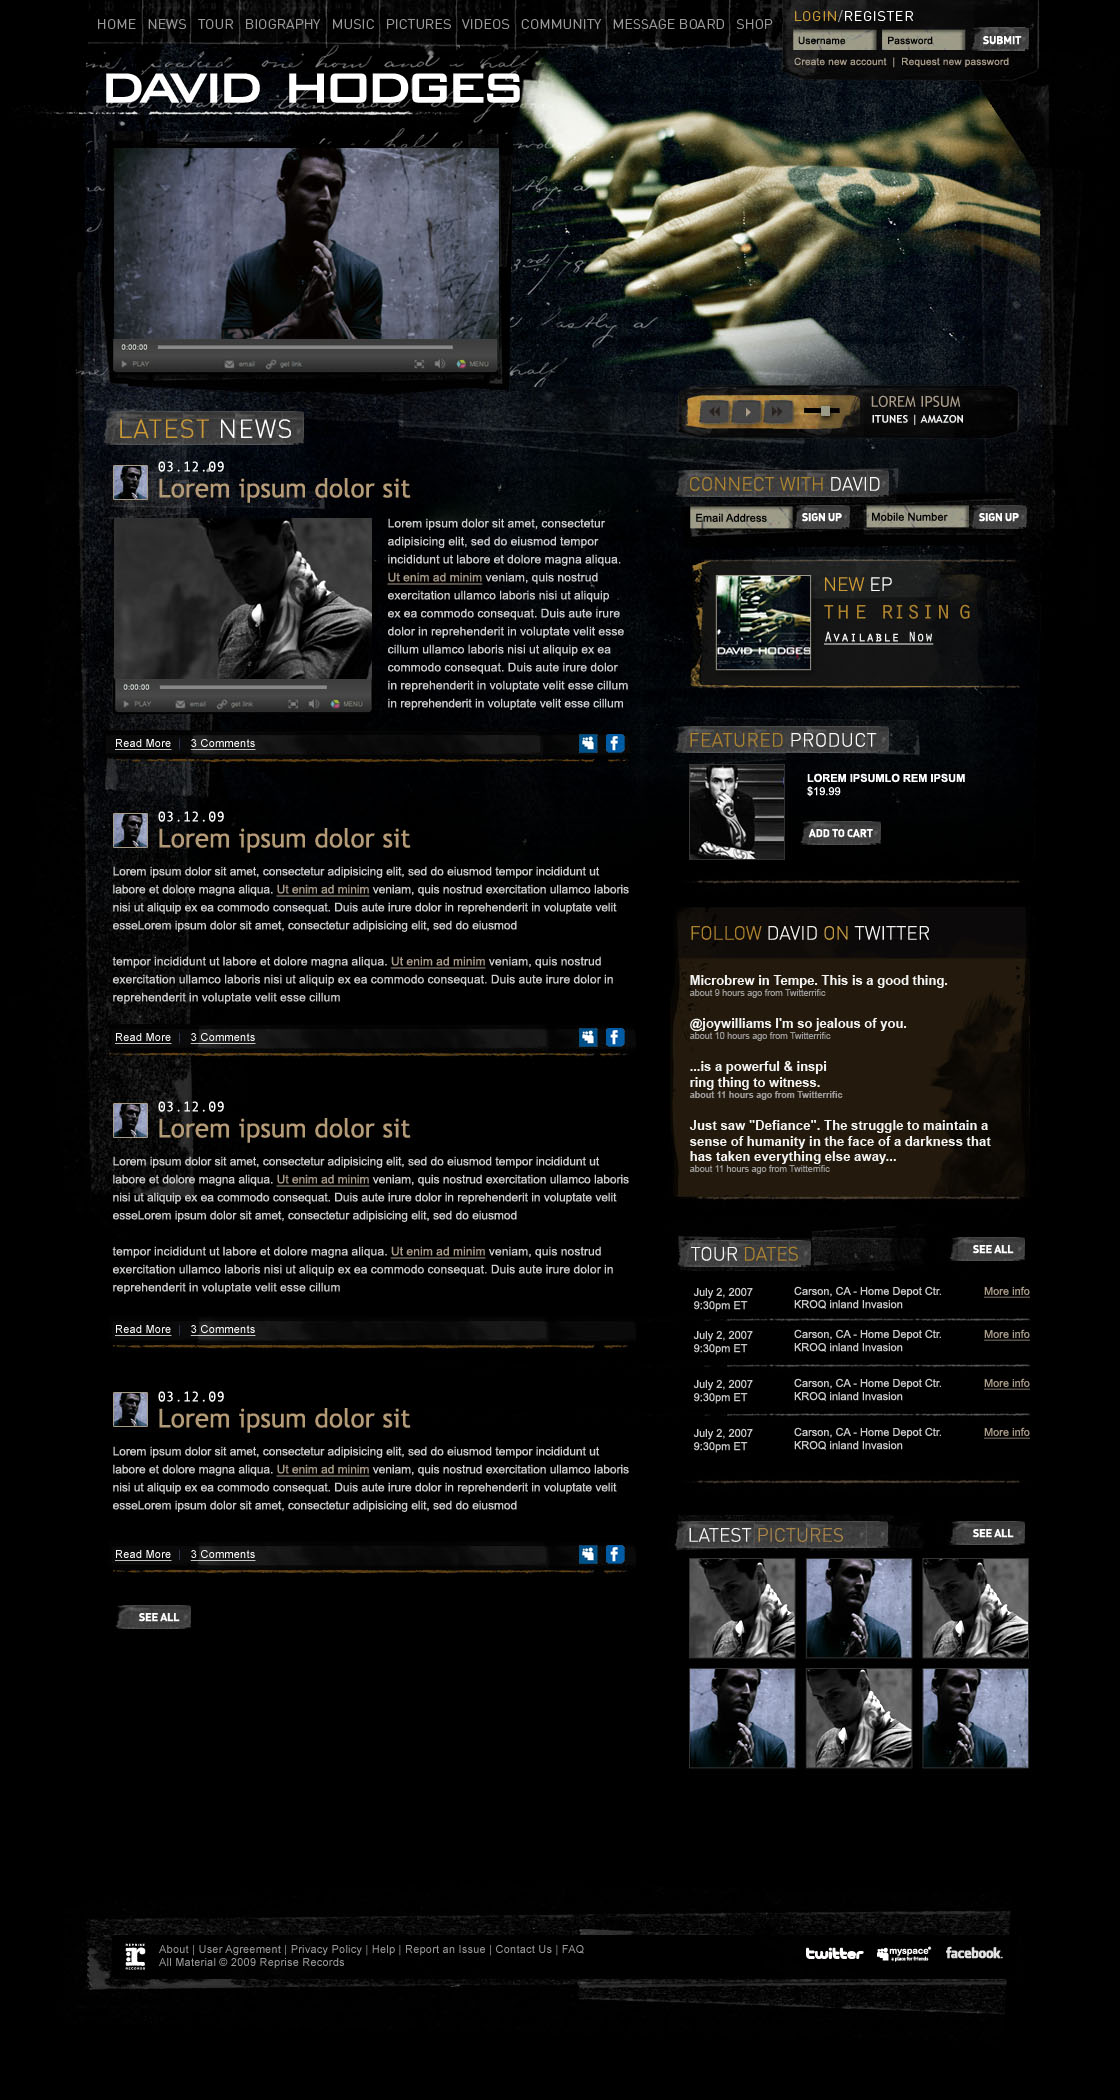 HOME NEWS TOUR BIOGRAPHY MUSIC PICTURES VIDEOS COMMUNITY MESSAGE BOARD SHOP
LOGIN/REGISTER
Username Password SUBMIT
Create new account | Request new password
DAVID HODGES
0:00:00
PLAY email get link MENU
LOREM IPSUM
ITUNES | AMAZON
LATEST NEWS
03.12.09
Lorem ipsum dolor sit
Lorem ipsum dolor sit amet, consectetur
adipisicing elit, sed do eiusmod tempor
incididunt ut labore et dolore magna aliqua.
Ut enim ad minim veniam, quis nostrud
exercitation ullamco laboris nisi ut aliquip
ex ea commodo consequat. Duis aute irure
dolor in reprehenderit in voluptate velit esse
cillum ullamco laboris nisi ut aliquip ex ea
commodo consequat. Duis aute irure dolor
in reprehenderit in voluptate velit esse cillum
in reprehenderit in voluptate velit esse cillum
0:00:00
PLAY email get link MENU
Read More | 3 Comments
03.12.09
Lorem ipsum dolor sit
Lorem ipsum dolor sit amet, consectetur adipisicing elit, sed do eiusmod tempor incididunt ut
labore et dolore magna aliqua. Ut enim ad minim veniam, quis nostrud exercitation ullamco laboris
nisi ut aliquip ex ea commodo consequat. Duis aute irure dolor in reprehenderit in voluptate velit
esseLorem ipsum dolor sit amet, consectetur adipisicing elit, sed do eiusmod
tempor incididunt ut labore et dolore magna aliqua. Ut enim ad minim veniam, quis nostrud
exercitation ullamco laboris nisi ut aliquip ex ea commodo consequat. Duis aute irure dolor in
reprehenderit in voluptate velit esse cillum
Read More | 3 Comments
03.12.09
Lorem ipsum dolor sit
Lorem ipsum dolor sit amet, consectetur adipisicing elit, sed do eiusmod tempor incididunt ut
labore et dolore magna aliqua. Ut enim ad minim veniam, quis nostrud exercitation ullamco laboris
nisi ut aliquip ex ea commodo consequat. Duis aute irure dolor in reprehenderit in voluptate velit
esseLorem ipsum dolor sit amet, consectetur adipisicing elit, sed do eiusmod
tempor incididunt ut labore et dolore magna aliqua. Ut enim ad minim veniam, quis nostrud
exercitation ullamco laboris nisi ut aliquip ex ea commodo consequat. Duis aute irure dolor in
reprehenderit in voluptate velit esse cillum
Read More | 3 Comments
03.12.09
Lorem ipsum dolor sit
Lorem ipsum dolor sit amet, consectetur adipisicing elit, sed do eiusmod tempor incididunt ut
labore et dolore magna aliqua. Ut enim ad minim veniam, quis nostrud exercitation ullamco laboris
nisi ut aliquip ex ea commodo consequat. Duis aute irure dolor in reprehenderit in voluptate velit
esseLorem ipsum dolor sit amet, consectetur adipisicing elit, sed do eiusmod
Read More | 3 Comments
SEE ALL
CONNECT WITH DAVID
Email Address SIGN UP Mobile Number SIGN UP
DAVID HODGES
NEW EP
THE RISING
AVAILABLE NOW
FEATURED PRODUCT
LOREM IPSUMLO REM IPSUM
$19.99
ADD TO CART
FOLLOW DAVID ON TWITTER
Microbrew in Tempe. This is a good thing.
about 9 hours ago from Twitterrific
@joywilliams I'm so jealous of you.
about 10 hours ago from Twitterrific
...is a powerful & inspi
ring thing to witness.
about 11 hours ago from Twitterrific
Just saw "Defiance". The struggle to maintain a
sense of humanity in the face of a darkness that
has taken everything else away...
about 11 hours ago from Twitterrific
TOUR DATES SEE ALL
July 2, 2007 Carson, CA - Home Depot Ctr. More info
9:30pm ET KROQ inland Invasion
July 2, 2007 Carson, CA - Home Depot Ctr. More info
9:30pm ET KROQ inland Invasion
July 2, 2007 Carson, CA - Home Depot Ctr. More info
9:30pm ET KROQ inland Invasion
July 2, 2007 Carson, CA - Home Depot Ctr. More info
9:30pm ET KROQ inland Invasion
LATEST PICTURES SEE ALL
REPRISE
r
RECORDS
About | User Agreement | Privacy Policy | Help | Report an Issue | Contact Us | FAQ
All Material © 2009 Reprise Records
twitter myspace facebook.
a place for friends